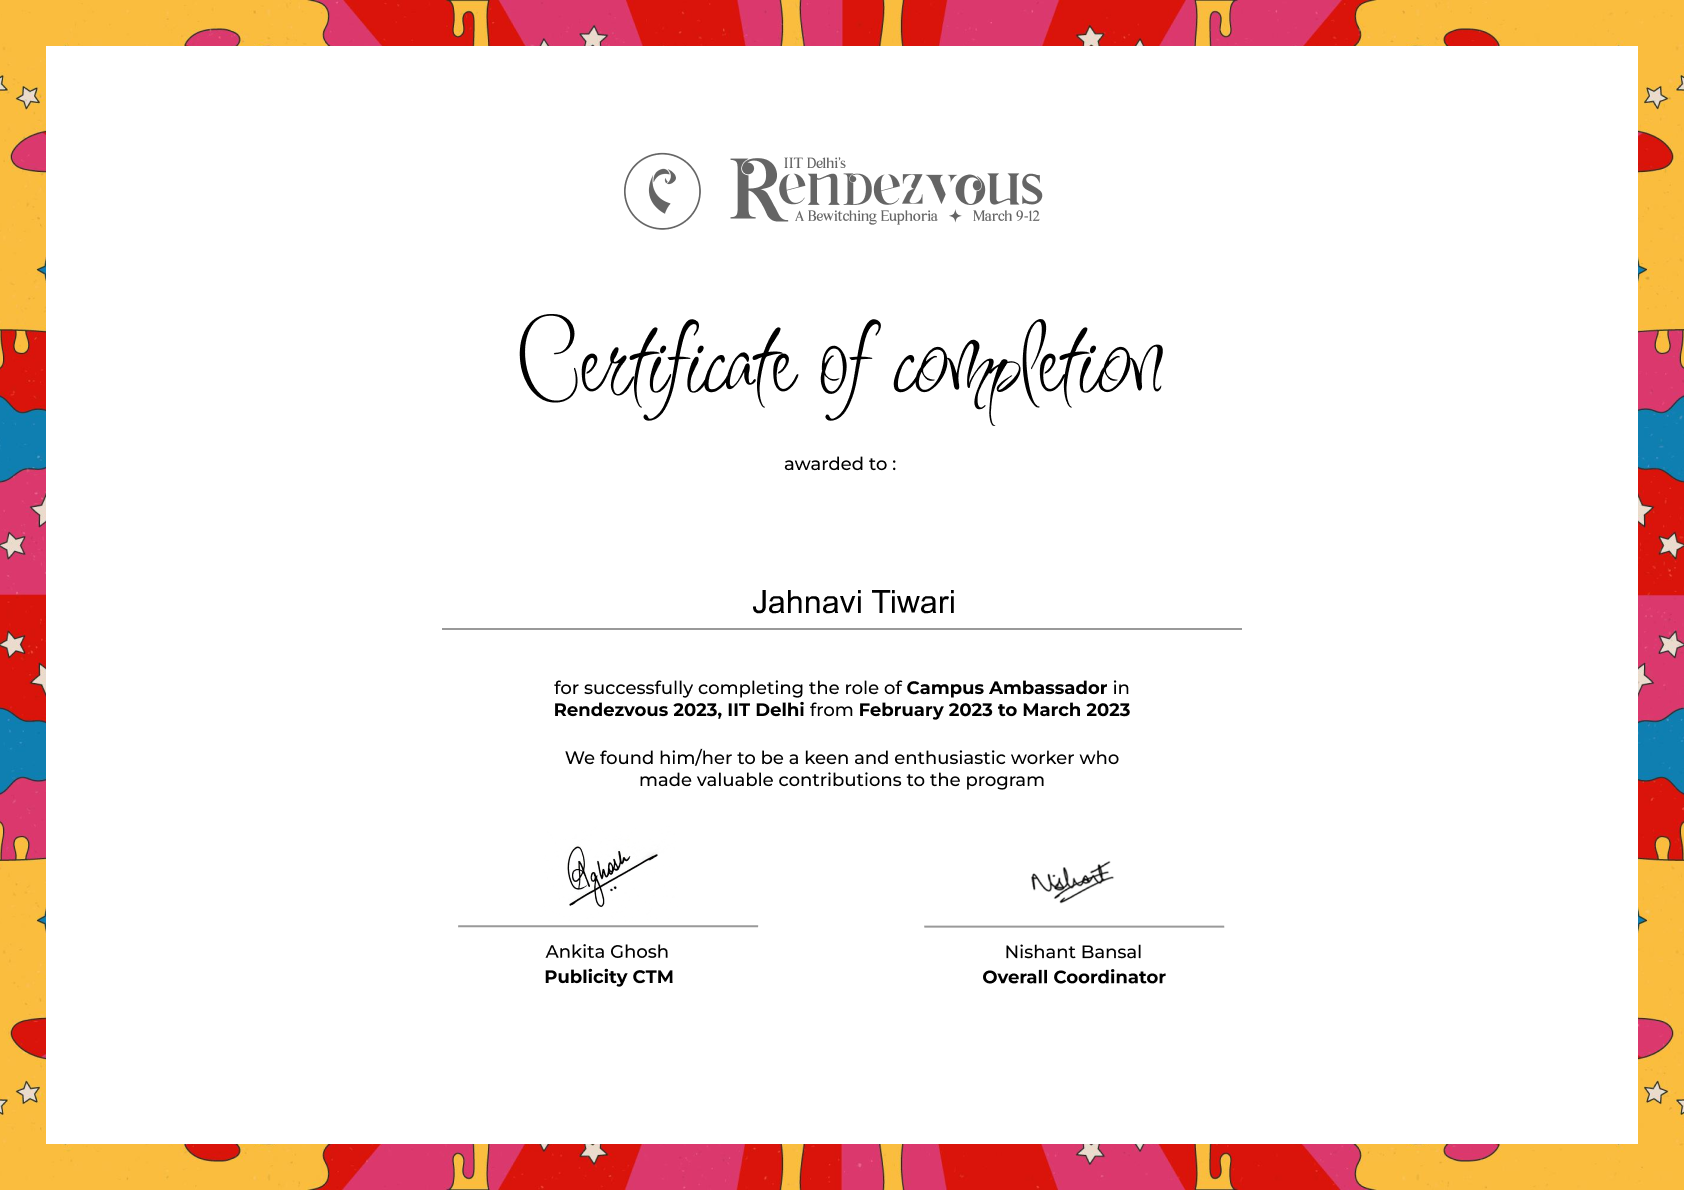 IIT Delhi's
Rendezvous
A Bewitching Euphoria ✦ March 9-12
Certificate of completion
awarded to :
Jahnavi Tiwari
for successfully completing the role of Campus Ambassador in
Rendezvous 2023, IIT Delhi from February 2023 to March 2023
We found him/her to be a keen and enthusiastic worker who
made valuable contributions to the program
AGhosh
Nishant
Ankita Ghosh
Publicity CTM
Nishant Bansal
Overall Coordinator